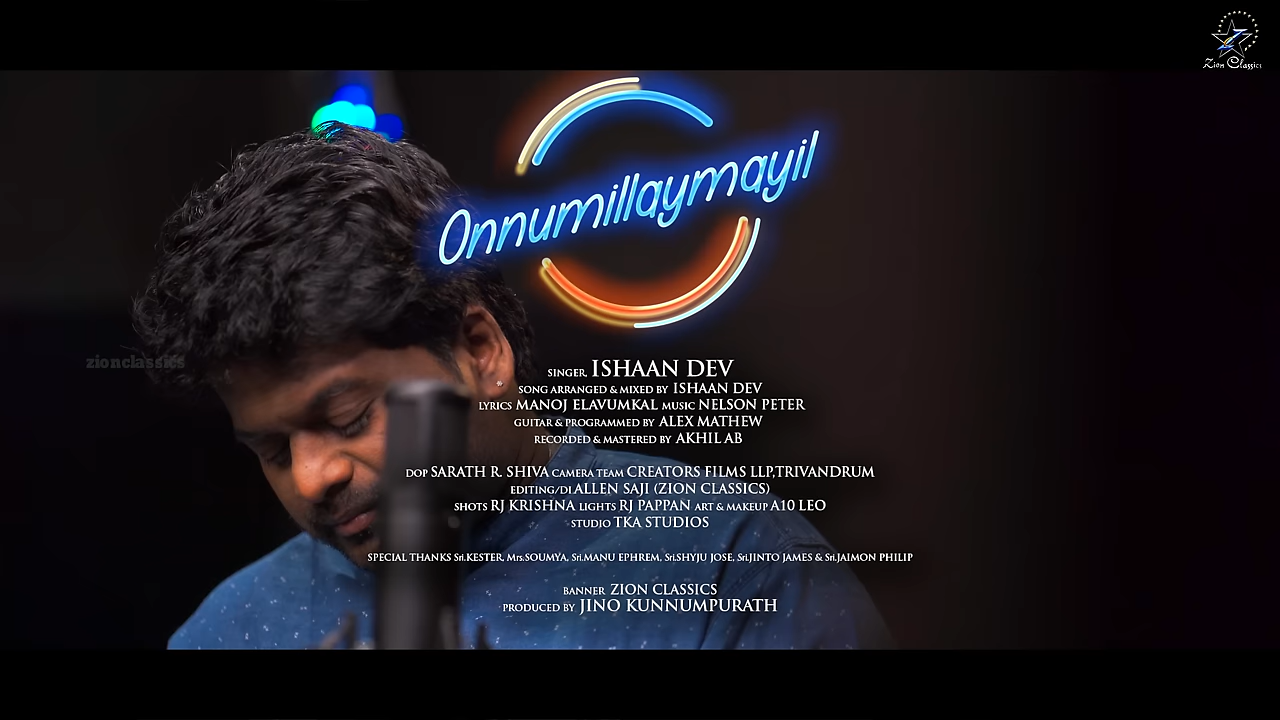 Zion Classics
Onnumillaymayil
zionclassics
SINGER, ISHAAN DEV
SONG ARRANGED & MIXED BY ISHAAN DEV
LYRICS MANOJ ELAVUMKAL MUSIC NELSON PETER
GUITAR & PROGRAMMED BY ALEX MATHEW
RECORDED & MASTERED BY AKHIL AB
DOP SARATH R. SHIVA CAMERA TEAM CREATORS FILMS LLP,TRIVANDRUM
EDITING/DI ALLEN SAJI (ZION CLASSICS)
SHOTS RJ KRISHNA LIGHTS RJ PAPPAN ART & MAKEUP A10 LEO
STUDIO TKA STUDIOS
SPECIAL THANKS Sri.KESTER, Mrs.SOUMYA, Sri.MANU EPHREM, Sri.SHYJU JOSE, Sri.JINTO JAMES & Sri.JAIMON PHILIP
BANNER ZION CLASSICS
PRODUCED BY JINO KUNNUMPURATH